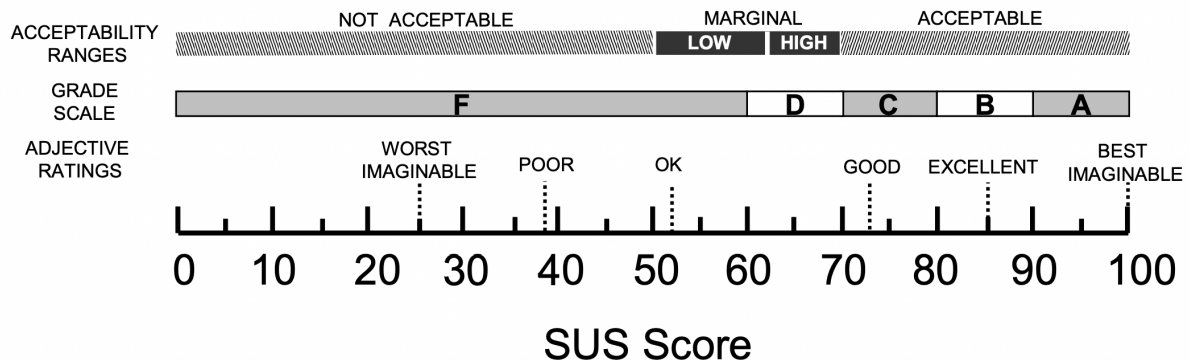 NOT ACCEPTABLE
MARGINAL
ACCEPTABLE
ACCEPTABILITY
RANGES
LOW
HIGH
GRADE
SCALE
F
D
C
B
A
ADJECTIVE
RATINGS
WORST
IMAGINABLE
POOR
OK
GOOD
EXCELLENT
BEST
IMAGINABLE
0 10 20 30 40 50 60 70 80 90 100
SUS Score